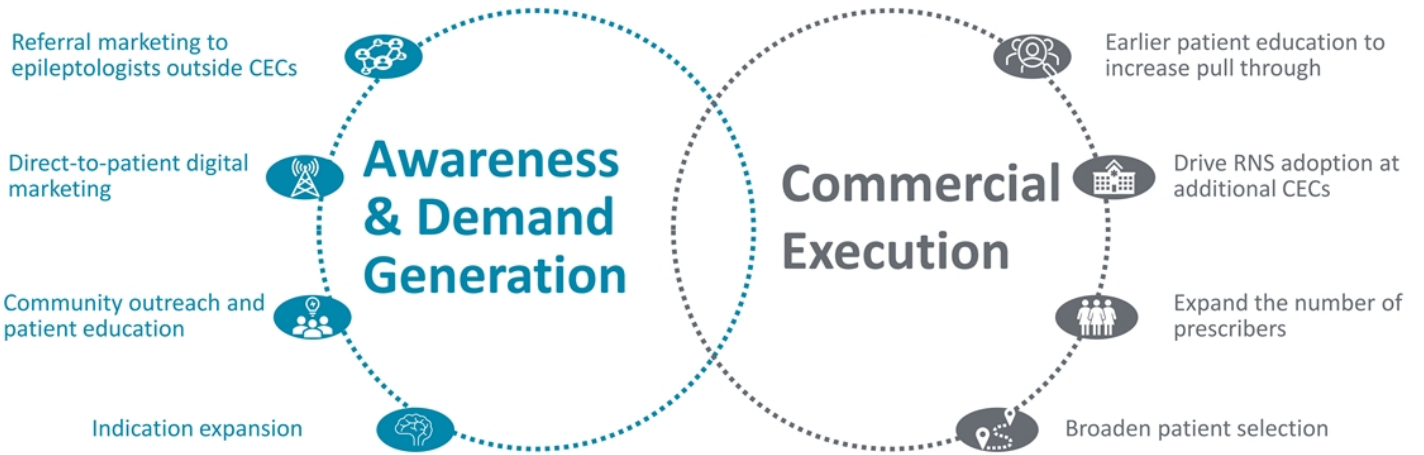 Referral marketing to
epileptologists outside CECs
Direct-to-patient digital
marketing
Community outreach and
patient education
Indication expansion
Awareness
& Demand
Generation
Commercial
Execution
Earlier patient education to
increase pull through
Drive RNS adoption at
additional CECs
Expand the number of
prescribers
Broaden patient selection